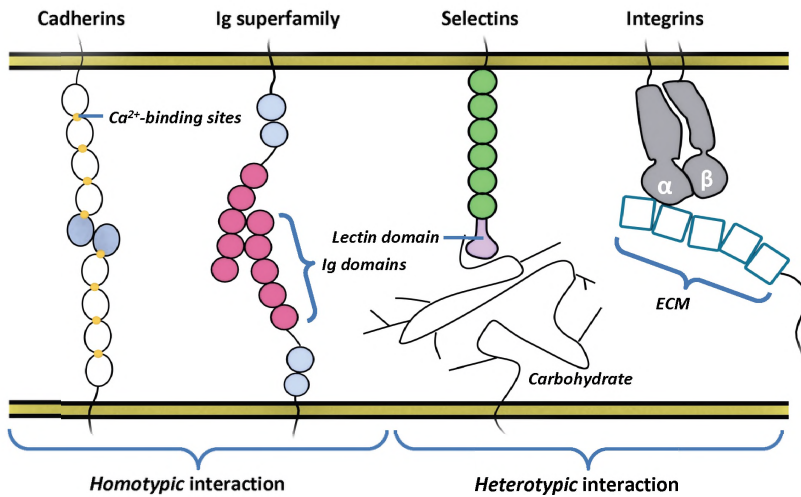 Cadherins
Ig superfamily
Selectins
Integrins
Ca²⁺-binding sites
α
β
Lectin domain
Ig domains
ECM
Carbohydrate
Homotypic interaction
Heterotypic interaction